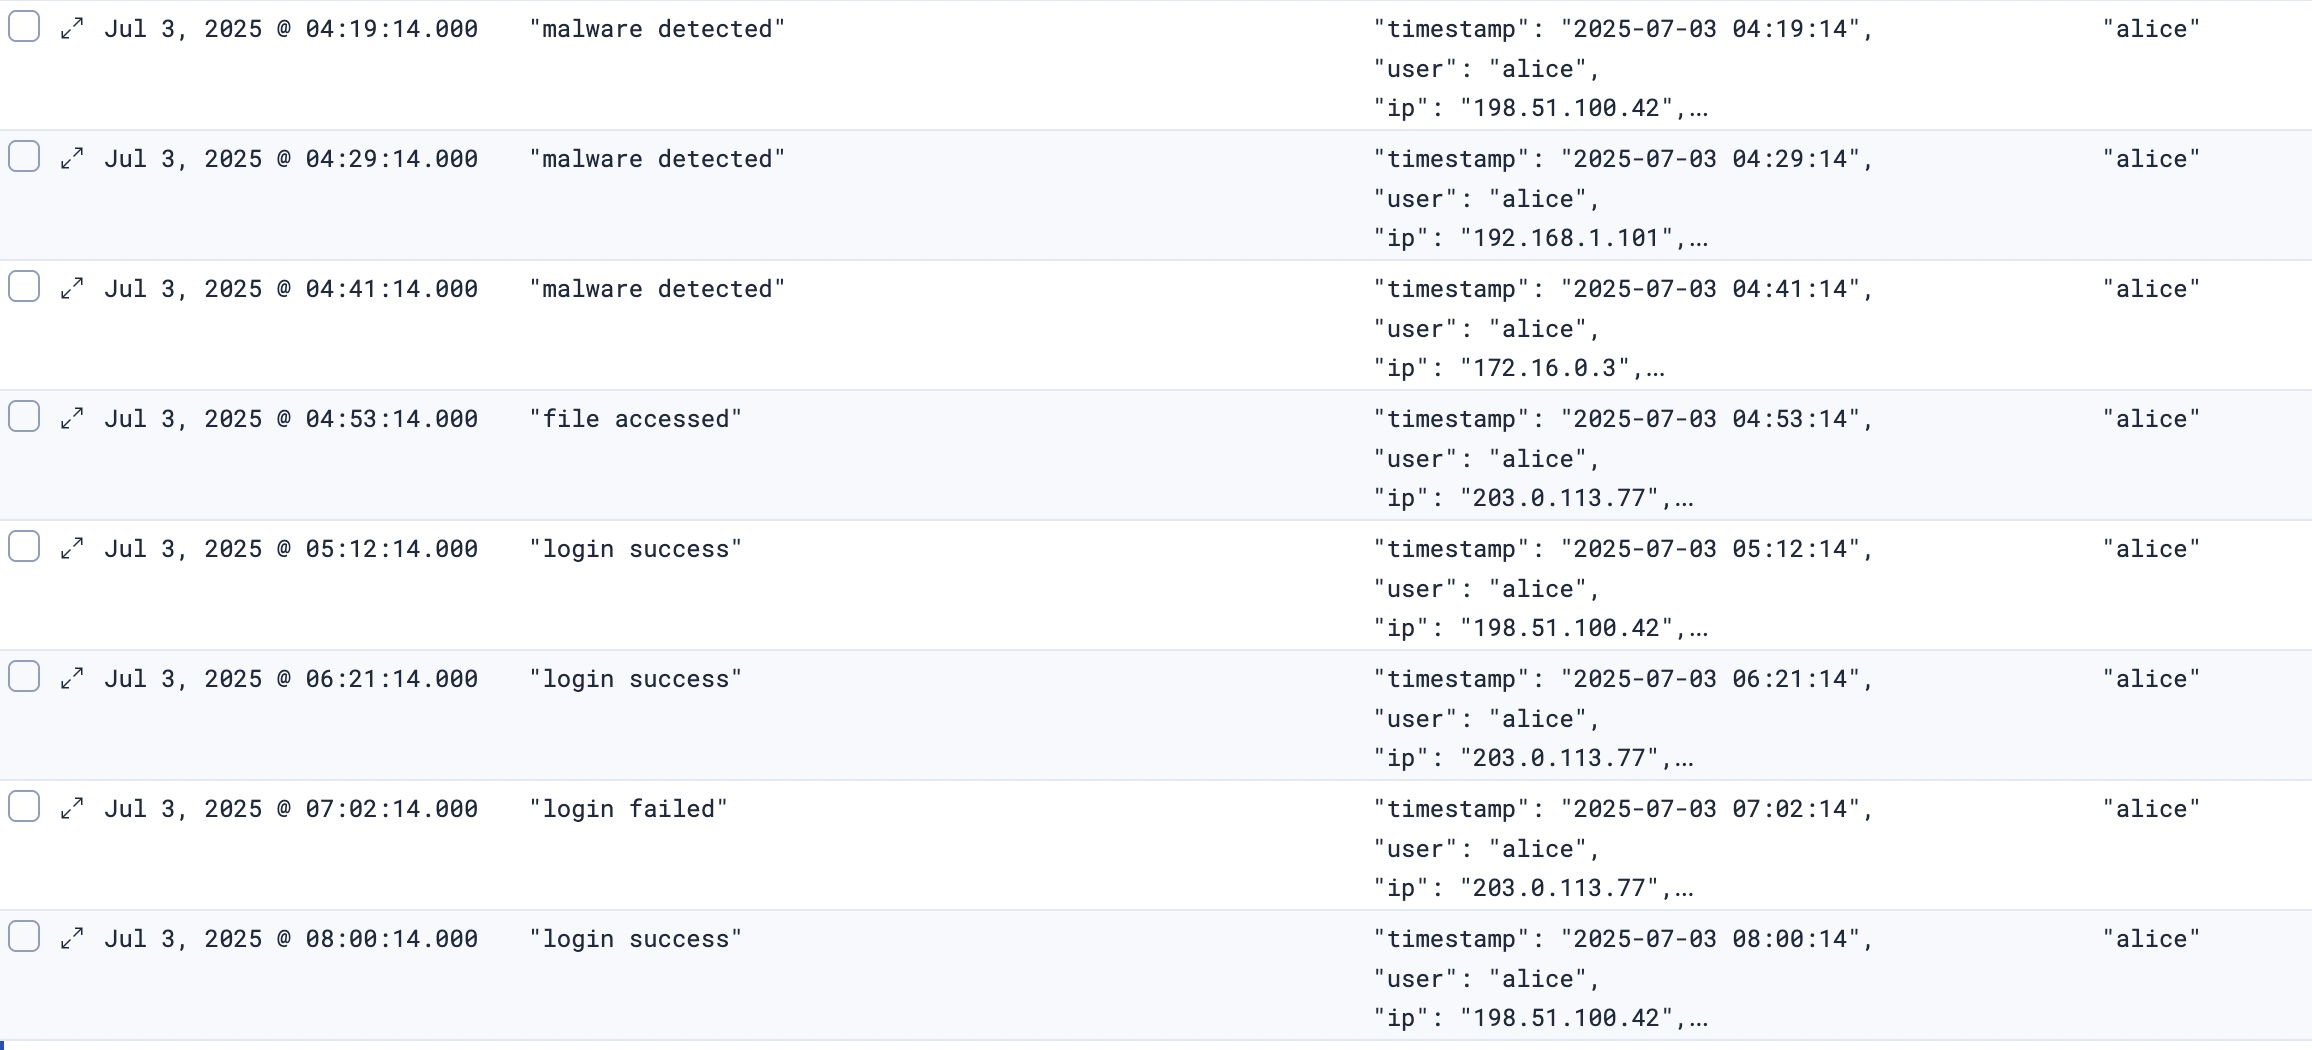 Jul 3, 2025 @ 04:19:14.000 "malware detected" "timestamp": "2025-07-03 04:19:14", "alice"
"user": "alice",
"ip": "198.51.100.42",...
Jul 3, 2025 @ 04:29:14.000 "malware detected" "timestamp": "2025-07-03 04:29:14", "alice"
"user": "alice",
"ip": "192.168.1.101",...
Jul 3, 2025 @ 04:41:14.000 "malware detected" "timestamp": "2025-07-03 04:41:14", "alice"
"user": "alice",
"ip": "172.16.0.3",...
Jul 3, 2025 @ 04:53:14.000 "file accessed" "timestamp": "2025-07-03 04:53:14", "alice"
"user": "alice",
"ip": "203.0.113.77",...
Jul 3, 2025 @ 05:12:14.000 "login success" "timestamp": "2025-07-03 05:12:14", "alice"
"user": "alice",
"ip": "198.51.100.42",...
Jul 3, 2025 @ 06:21:14.000 "login success" "timestamp": "2025-07-03 06:21:14", "alice"
"user": "alice",
"ip": "203.0.113.77",...
Jul 3, 2025 @ 07:02:14.000 "login failed" "timestamp": "2025-07-03 07:02:14", "alice"
"user": "alice",
"ip": "203.0.113.77",...
Jul 3, 2025 @ 08:00:14.000 "login success" "timestamp": "2025-07-03 08:00:14", "alice"
"user": "alice",
"ip": "198.51.100.42",...